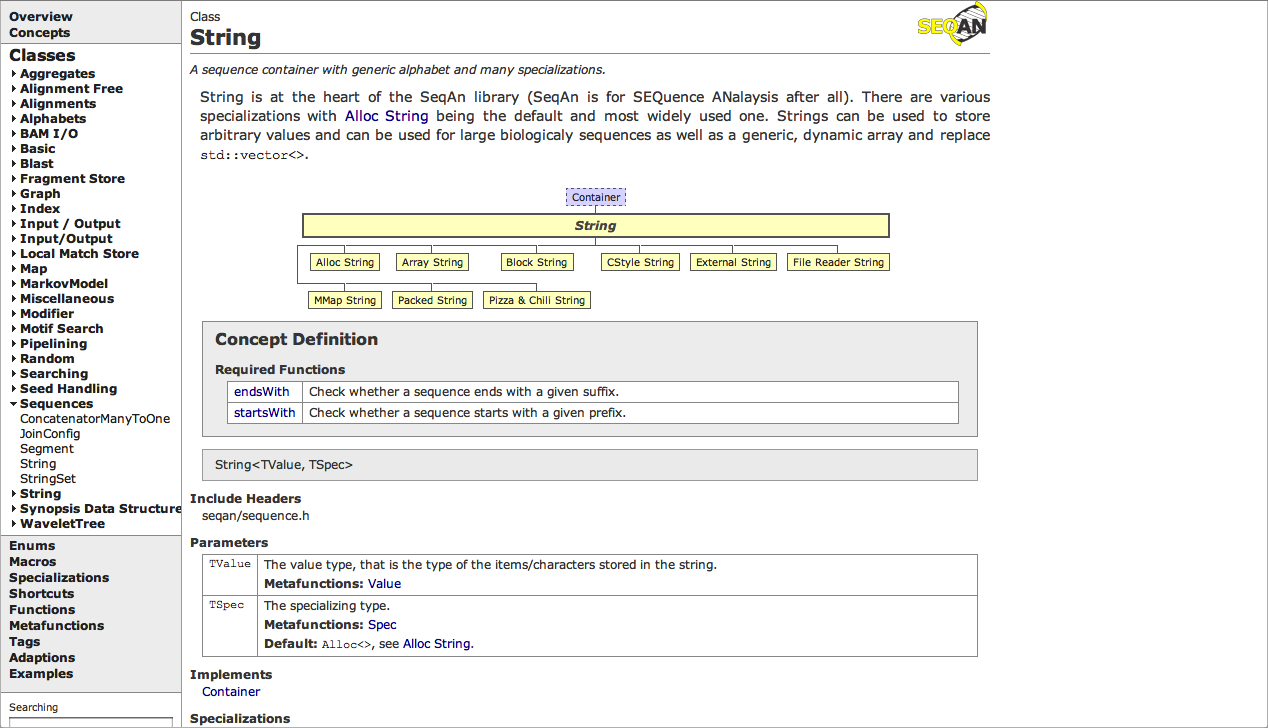 Overview
Concepts
Classes
Aggregates
Alignment Free
Alignments
Alphabets
BAM I/O
Basic
Blast
Fragment Store
Graph
Index
Input / Output
Input/Output
Local Match Store
Map
MarkovModel
Miscellaneous
Modifier
Motif Search
Pipelining
Random
Searching
Seed Handling
Sequences
ConcatenatorManyToOne
JoinConfig
Segment
String
StringSet
String
Synopsis Data Structure
WaveletTree
Enums
Macros
Specializations
Shortcuts
Functions
Metafunctions
Tags
Adaptions
Examples
Searching
Class
String
SEQAN
A sequence container with generic alphabet and many specializations.
String is at the heart of the SeqAn library (SeqAn is for SEQuence ANalaysis after all). There are various
specializations with Alloc String being the default and most widely used one. Strings can be used to store
arbitrary values and can be used for large biologicaly sequences as well as a generic, dynamic array and replace
std::vector<>.
Container
String
Alloc String Array String Block String CStyle String External String File Reader String
MMap String Packed String Pizza & Chili String
Concept Definition
Required Functions
endsWith Check whether a sequence ends with a given suffix.
startsWith Check whether a sequence starts with a given prefix.
String<TValue, TSpec>
Include Headers
seqan/sequence.h
Parameters
TValue The value type, that is the type of the items/characters stored in the string.
Metafunctions: Value
TSpec The specializing type.
Metafunctions: Spec
Default: Alloc<>, see Alloc String.
Implements
Container
Specializations